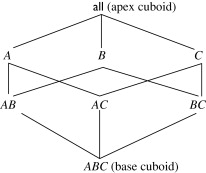 all (apex cuboid)
A B C
AB AC BC
ABC (base cuboid)